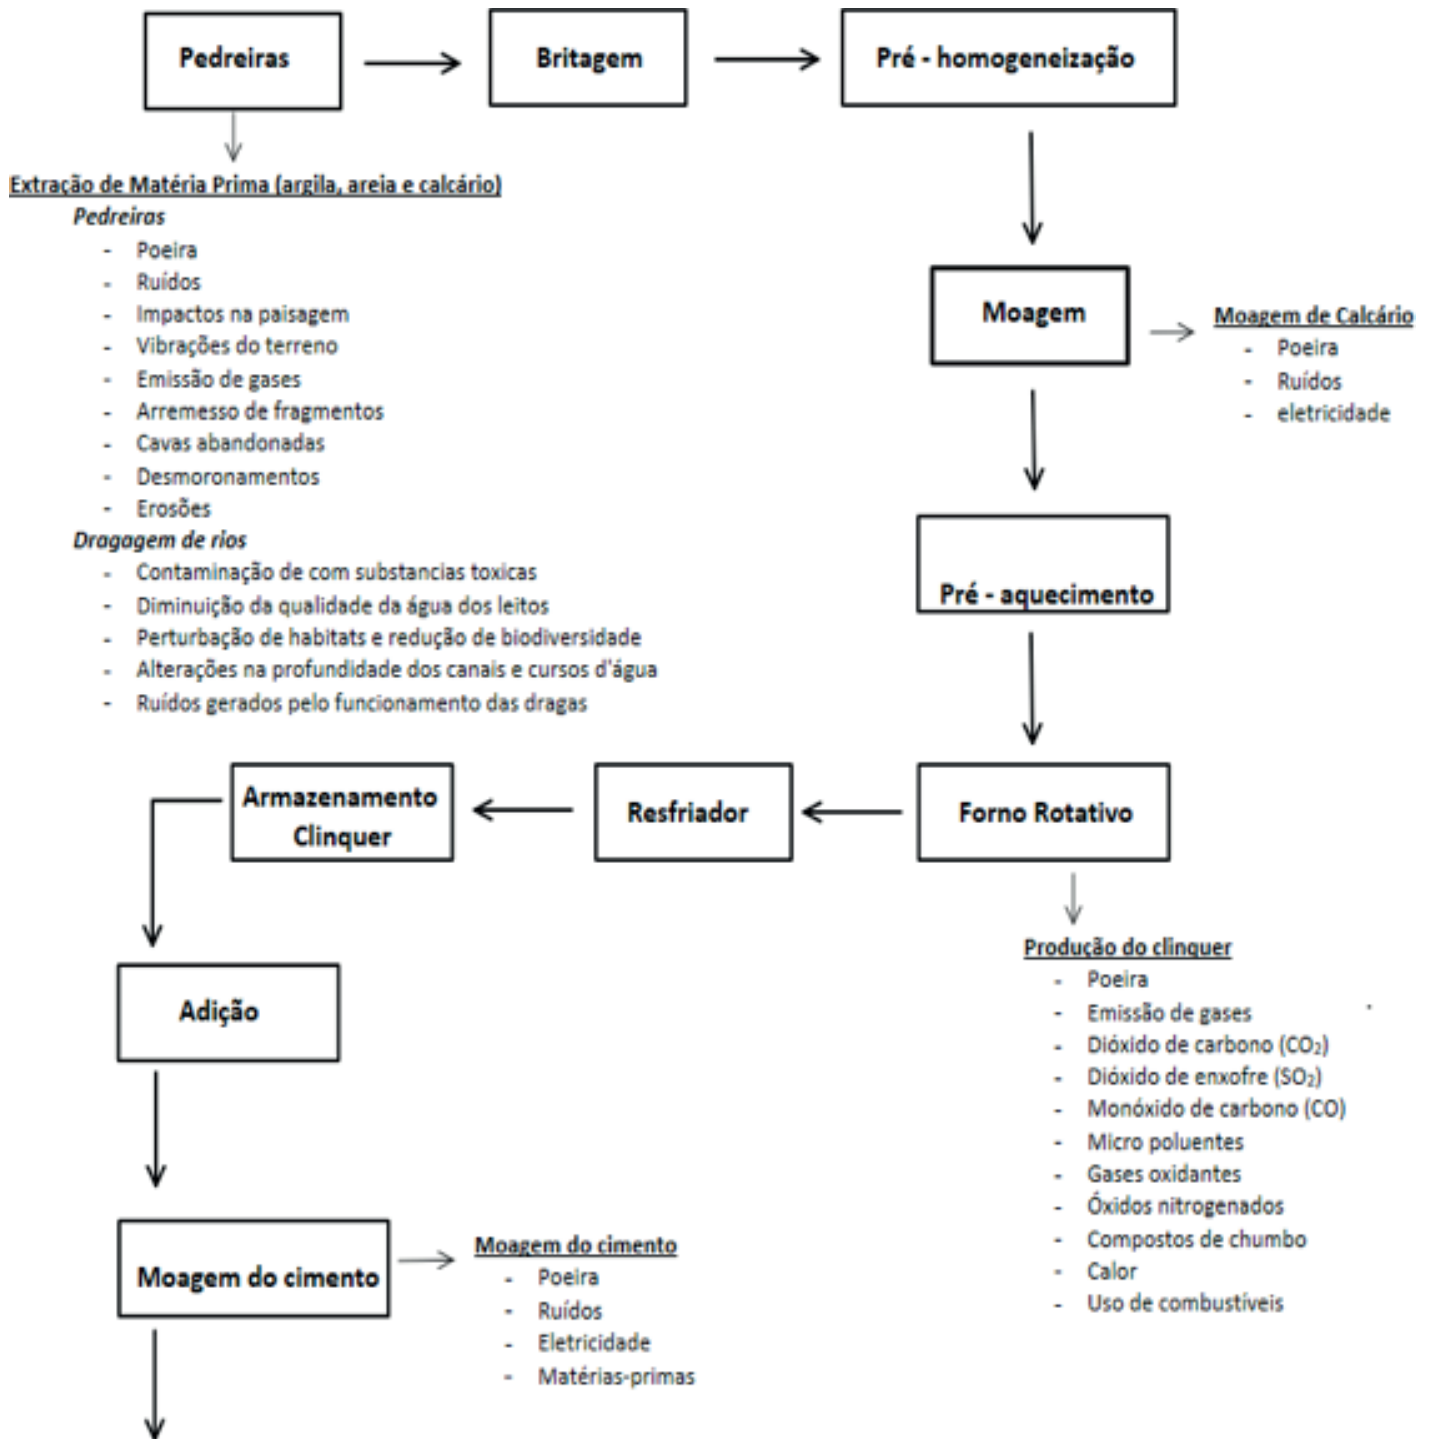 Pedreiras
Britagem
Pré - homogeneização
Extração de Matéria Prima (argila, areia e calcário)
Pedreiras
- Poeira
- Ruídos
- Impactos na paisagem
- Vibrações do terreno
- Emissão de gases
- Arremesso de fragmentos
- Cavas abandonadas
- Desmoronamentos
- Erosões
Dragagem de rios
- Contaminação de com substancias toxicas
- Diminuição da qualidade da água dos leitos
- Perturbação de habitats e redução de biodiversidade
- Alterações na profundidade dos canais e cursos d'água
- Ruídos gerados pelo funcionamento das dragas
Moagem
Moagem de Calcário
- Poeira
- Ruídos
- eletricidade
Pré - aquecimento
Forno Rotativo
Resfriador
Armazenamento
Clinquer
Produção do clinquer
- Poeira
- Emissão de gases
- Dióxido de carbono (CO₂)
- Dióxido de enxofre (SO₂)
- Monóxido de carbono (CO)
- Micro poluentes
- Gases oxidantes
- Óxidos nitrogenados
- Compostos de chumbo
- Calor
- Uso de combustíveis
Adição
Moagem do cimento
Moagem do cimento
- Poeira
- Ruídos
- Eletricidade
- Matérias-primas